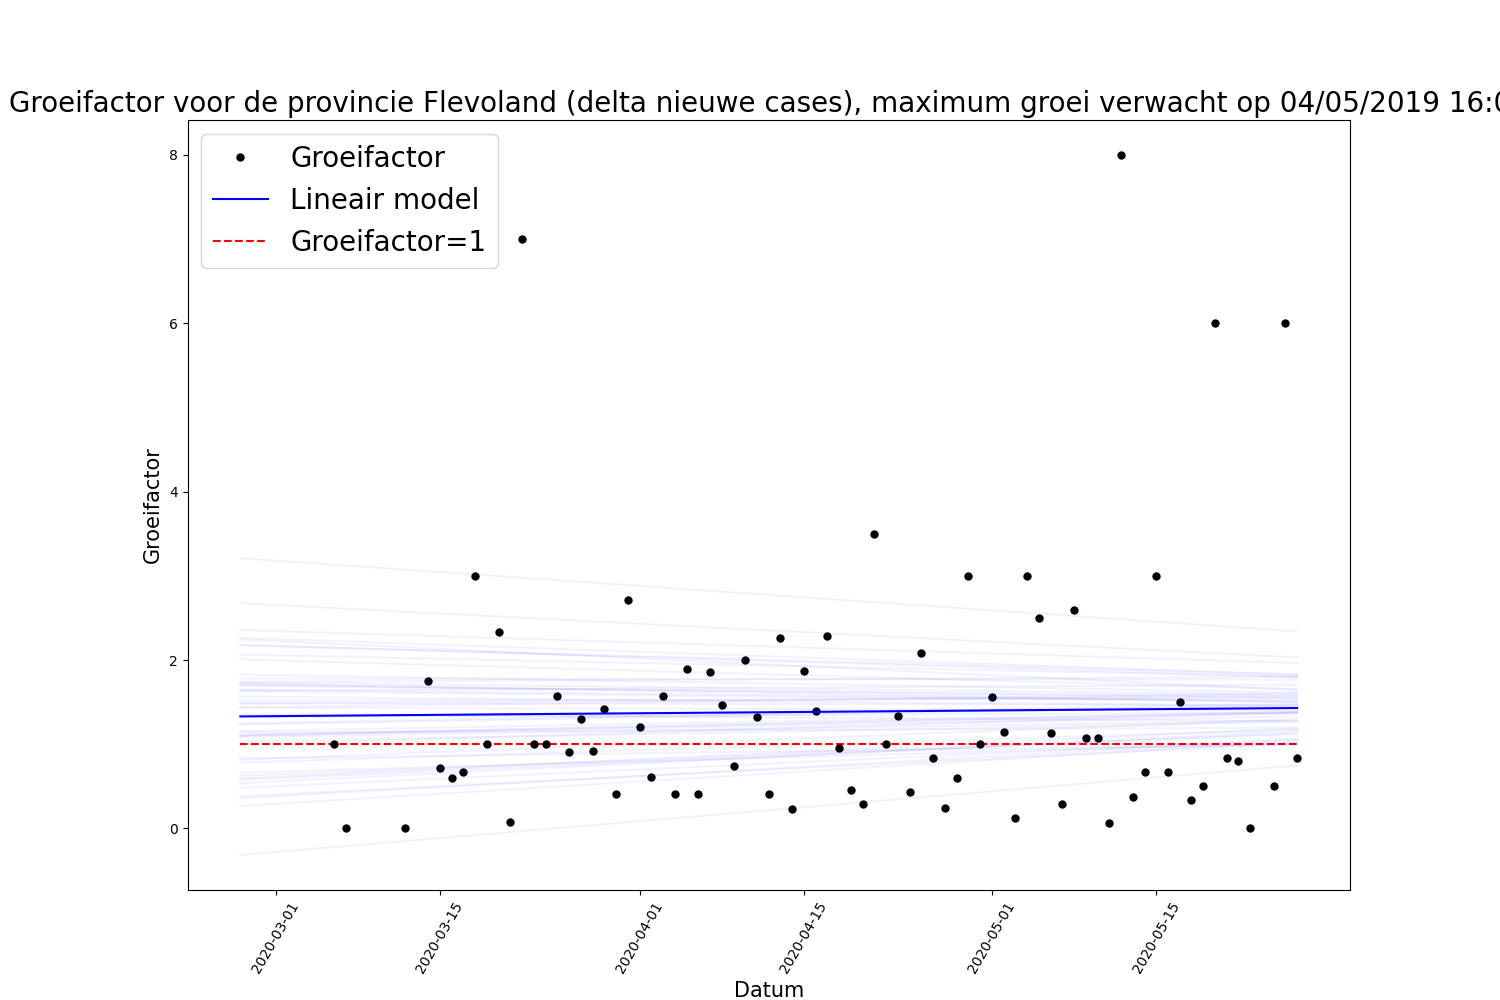 Groeifactor voor de provincie Flevoland (delta nieuwe cases), maximum groei verwacht op 04/05/2019 16:0
Groeifactor
Lineair model
Groeifactor=1
8
6
4
2
0
Groeifactor
2020-03-01
2020-03-15
2020-04-01
2020-04-15
2020-05-01
2020-05-15
Datum